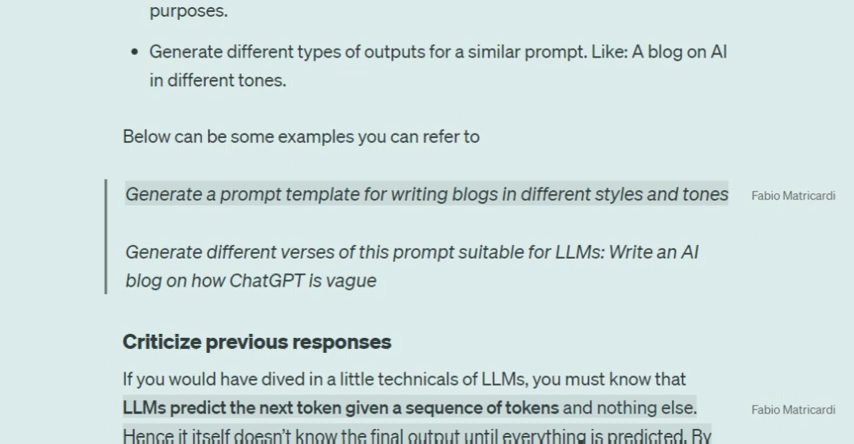 purposes.
• Generate different types of outputs for a similar prompt. Like: A blog on AI
in different tones.
Below can be some examples you can refer to
Generate a prompt template for writing blogs in different styles and tones
Fabio Matricardi
Generate different verses of this prompt suitable for LLMs: Write an AI
blog on how ChatGPT is vague
Criticize previous responses
If you would have dived in a little technicals of LLMs, you must know that
LLMs predict the next token given a sequence of tokens and nothing else.
Fabio Matricardi
Hence it itself doesn't know the final output until everything is predicted. By